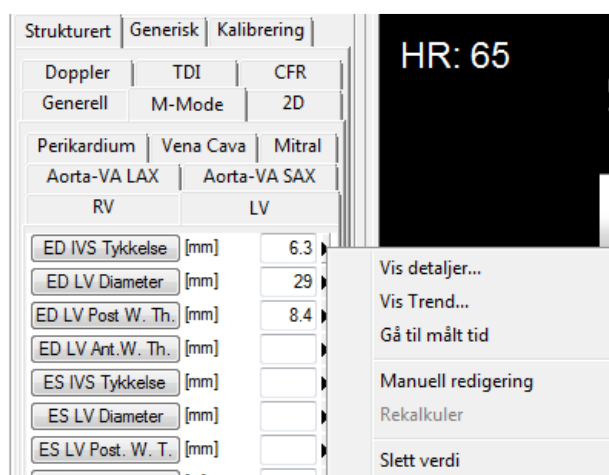 Strukturert Generisk Kalibrering
Doppler TDI CFR
Generell M-Mode 2D
Perikardium Vena Cava Mitral
Aorta-VA LAX Aorta-VA SAX
RV LV
ED IVS Tykkelse [mm] 6.3
ED LV Diameter [mm] 29
ED LV Post W. Th. [mm] 8.4
ED LV Ant.W. Th. [mm]
ES IVS Tykkelse [mm]
ES LV Diameter [mm]
ES LV Post. W. T. [mm]
HR: 65
Vis detaljer...
Vis Trend...
Gå til målt tid
Manuell redigering
Rekalkuler
Slett verdi